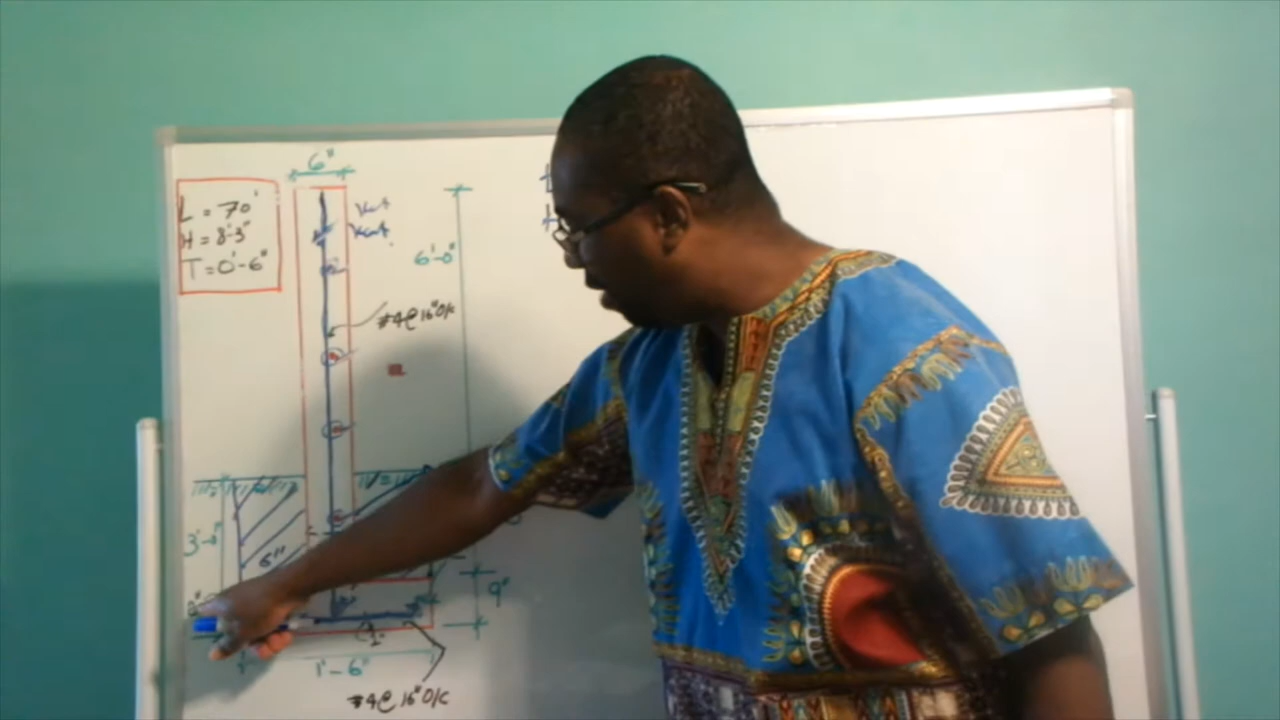 6"
L = 70'
H = 8'-3"
T = 0'-6"
6'-0"
#4@ 16" O/C
3'-0"
6"
9"
1'-6"
#4@ 16" O/C